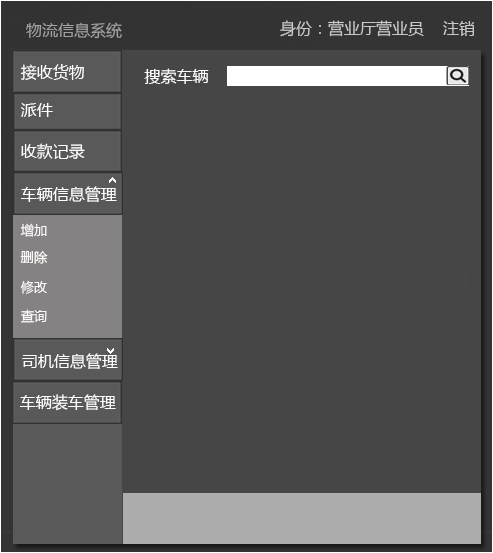 物流信息系统
身份：营业厅营业员 注销
接收货物
搜索车辆
派件
收款记录
车辆信息管理
增加
删除
修改
查询
司机信息管理
车辆装车管理